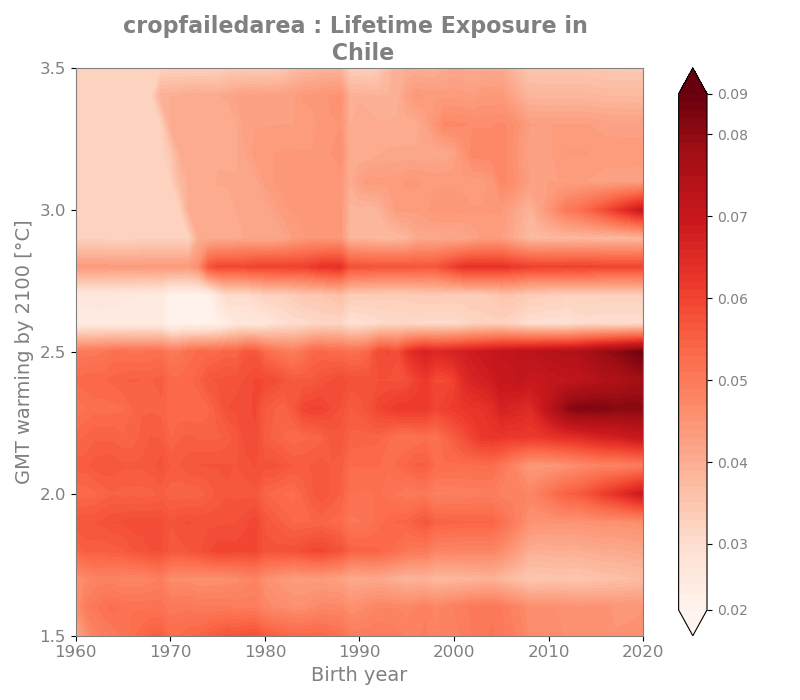 cropfailedarea : Lifetime Exposure in
Chile
GMT warming by 2100 [°C]
3.5
3.0
2.5
2.0
1.5
1960 1970 1980 1990 2000 2010 2020
Birth year
0.09
0.08
0.07
0.06
0.05
0.04
0.03
0.02